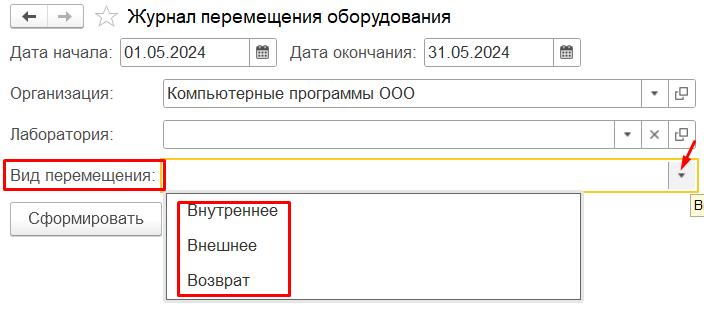 Журнал перемещения оборудования
Дата начала: 01.05.2024 Дата окончания: 31.05.2024
Организация: Компьютерные программы ООО
Лаборатория:
Вид перемещения:
В
Сформировать
Внутреннее
Внешнее
Возврат